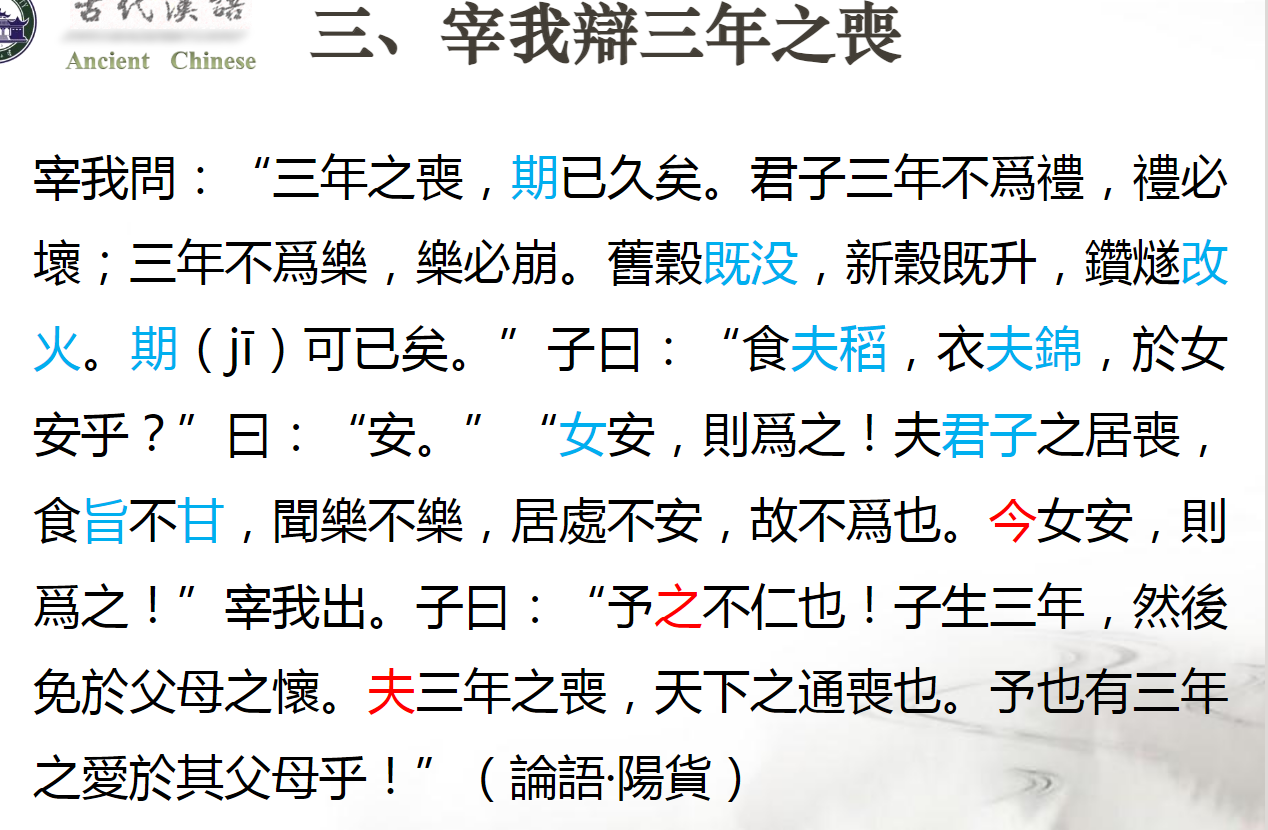 古代漢語
Ancient Chinese
三、宰我辯三年之喪
宰我問：“三年之喪，期已久矣。君子三年不爲禮，禮必
壞；三年不爲樂，樂必崩。舊穀既没，新穀既升，鑽燧改
火。期（jī）可已矣。”子曰：“食夫稻，衣夫錦，於女
安乎？”曰：“安。”“女安，則爲之！夫君子之居喪，
食旨不甘，聞樂不樂，居處不安，故不爲也。今女安，則
爲之！”宰我出。子曰：“予之不仁也！子生三年，然後
免於父母之懷。夫三年之喪，天下之通喪也。予也有三年
之愛於其父母乎！”（論語·陽貨）